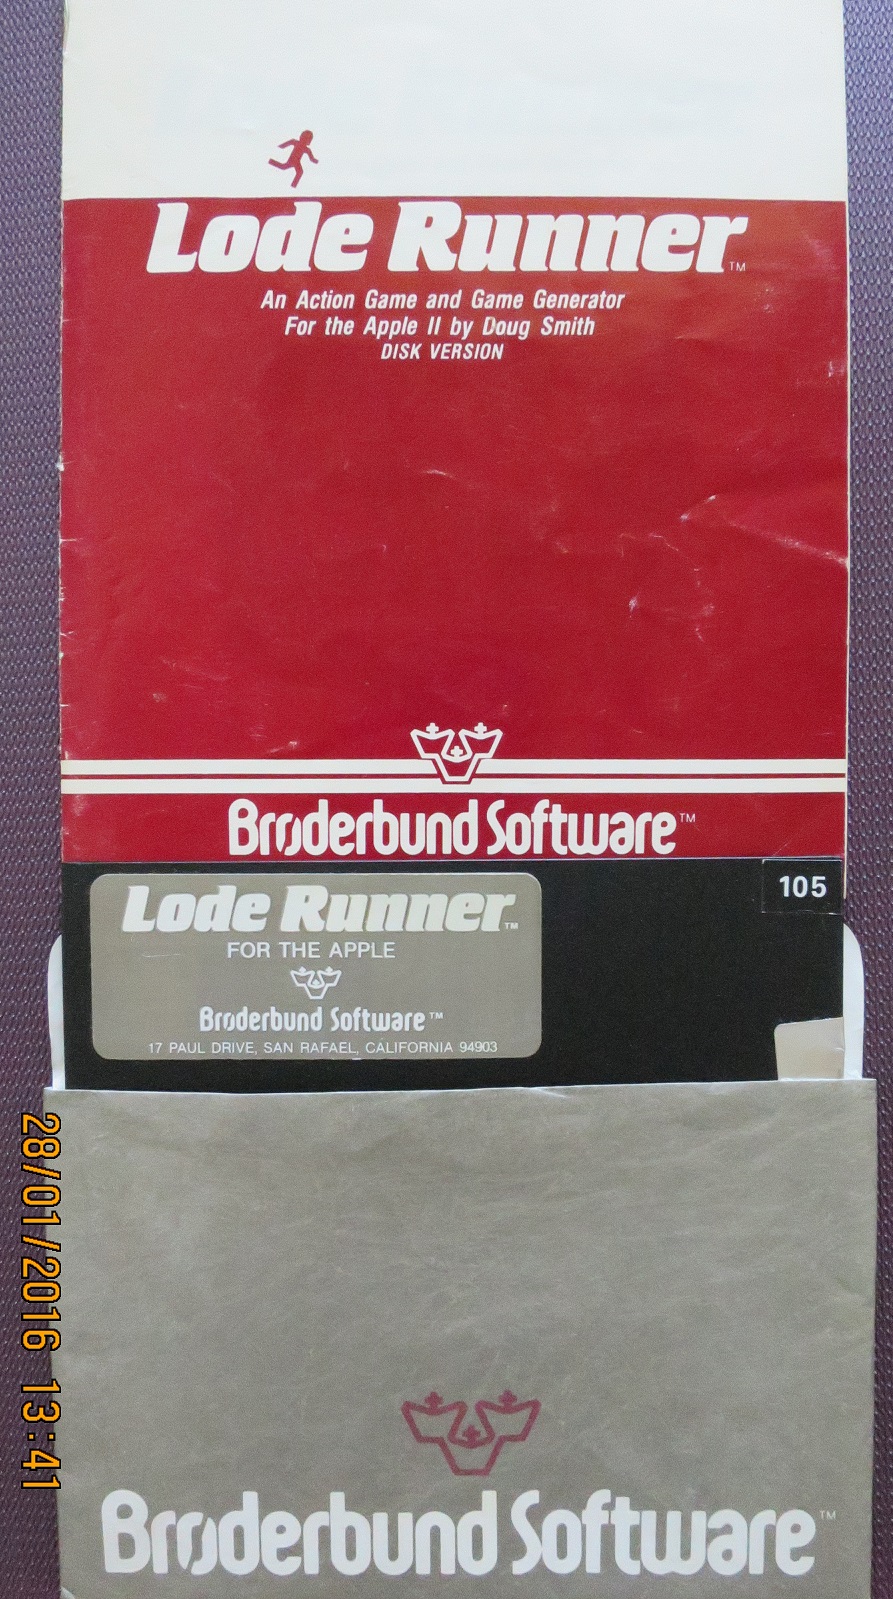 Lode Runner™
An Action Game and Game Generator
For the Apple II by Doug Smith
DISK VERSION
Brøderbund Software™
105
Lode Runner™
FOR THE APPLE
Brøderbund Software™
17 PAUL DRIVE, SAN RAFAEL, CALIFORNIA 94903
28/01/2016 13:41
Brøderbund Software™